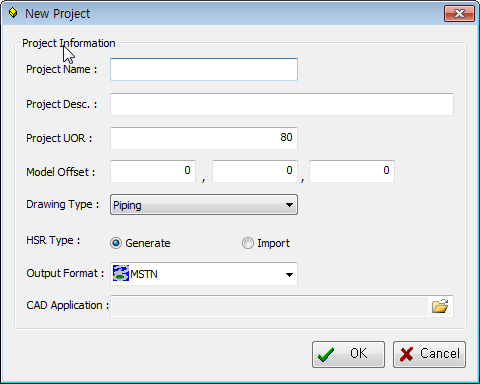 New Project
Project Information
Project Name :
Project Desc. :
Project UOR : 80
Model Offset : 0 , 0 , 0
Drawing Type : Piping
HSR Type : Generate Import
Output Format : MSTN
CAD Application :
OK Cancel